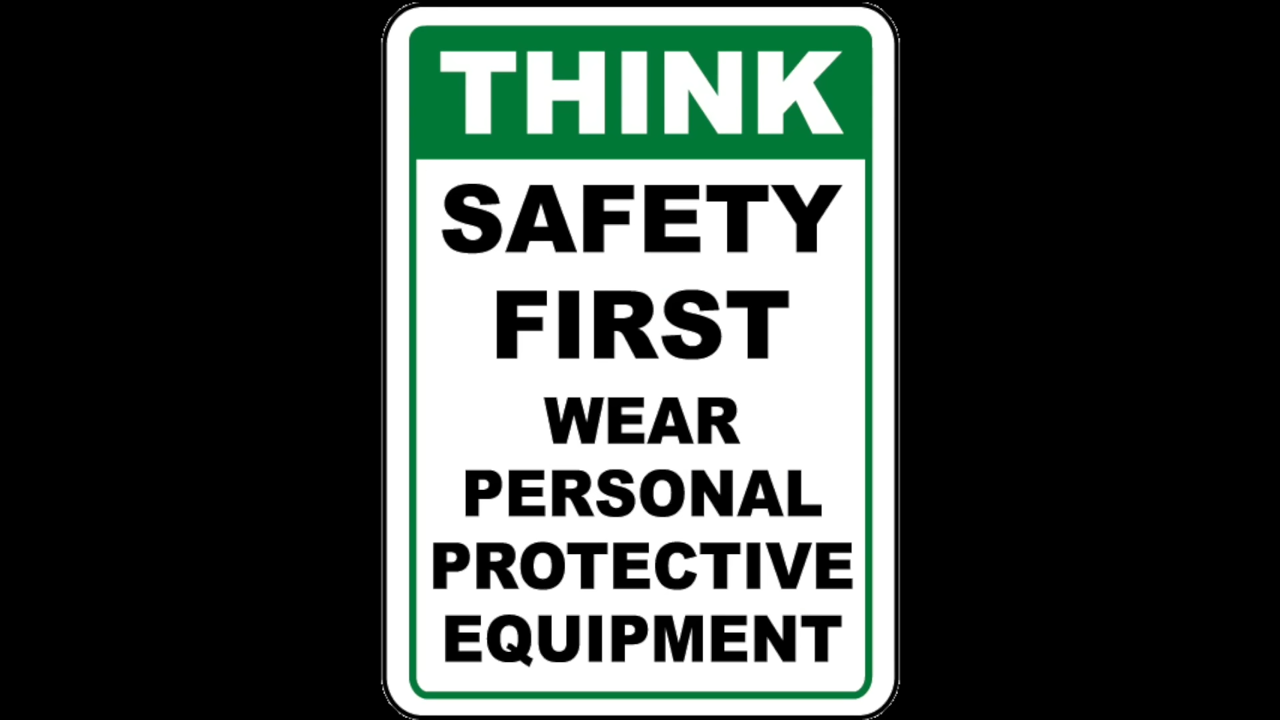 THINK
SAFETY
FIRST
WEAR
PERSONAL
PROTECTIVE
EQUIPMENT